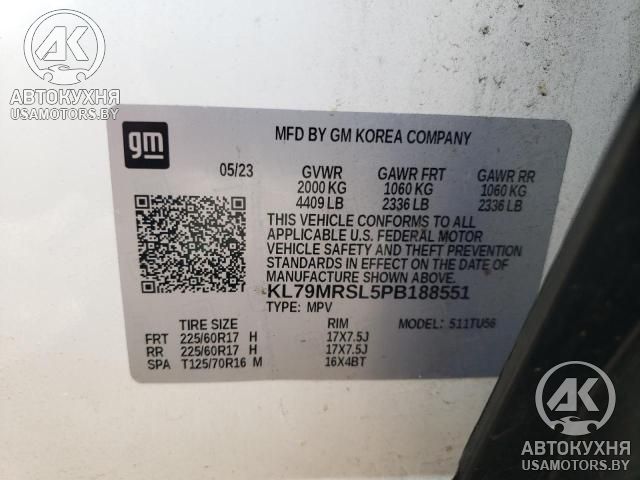 АВТОКУХНЯ
USAMOTORS.BY
АВТОКУХНЯ
USAMOTORS.BY
gm
MFD BY GM KOREA COMPANY
05/23 GVWR GAWR FRT GAWR RR
2000 KG 1060 KG 1060 KG
4409 LB 2336 LB 2336 LB
THIS VEHICLE CONFORMS TO ALL
APPLICABLE U.S. FEDERAL MOTOR
VEHICLE SAFETY AND THEFT PREVENTION
STANDARDS IN EFFECT ON THE DATE OF
MANUFACTURE SHOWN ABOVE.
KL79MRSL5PB188551
TYPE: MPV MODEL: 511TU56
TIRE SIZE RIM
FRT 225/60R17 H 17X7.5J
RR 225/60R17 H 17X7.5J
SPA T125/70R16 M 16X4BT
АК
АВТОКУХНЯ
USAMOTORS.BY